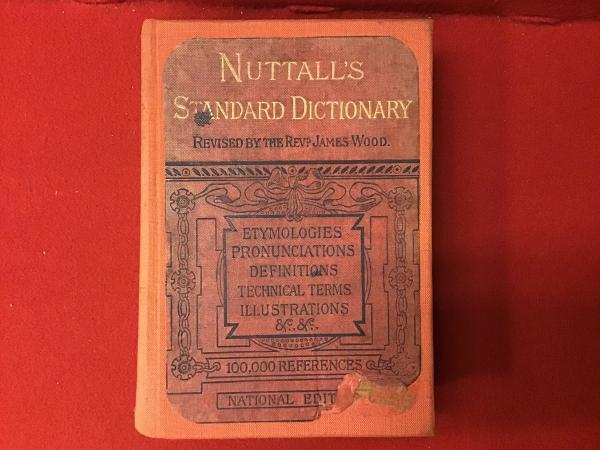 NUTTALL'S
STANDARD DICTIONARY
REVISED BY THE REVD JAMES WOOD.
ETYMOLOGIES
PRONUNCIATIONS
DEFINITIONS
TECHNICAL TERMS
ILLUSTRATIONS
&c. &c.
100,000 REFERENCES
NATIONAL EDIT